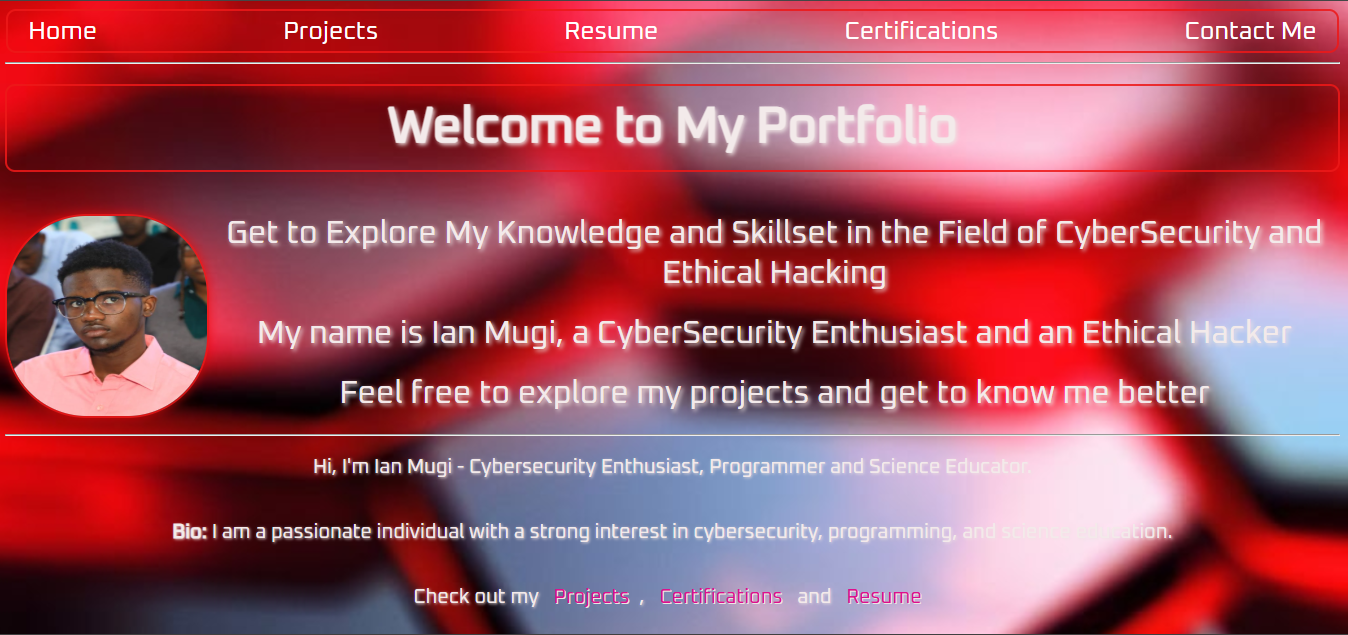 Home Projects Resume Certifications Contact Me
Welcome to My Portfolio
Get to Explore My Knowledge and Skillset in the Field of CyberSecurity and
Ethical Hacking
My name is Ian Mugi, a CyberSecurity Enthusiast and an Ethical Hacker
Feel free to explore my projects and get to know me better
Hi, I'm Ian Mugi - Cybersecurity Enthusiast, Programmer and Science Educator.
Bio: I am a passionate individual with a strong interest in cybersecurity, programming, and science education.
Check out my Projects , Certifications and Resume